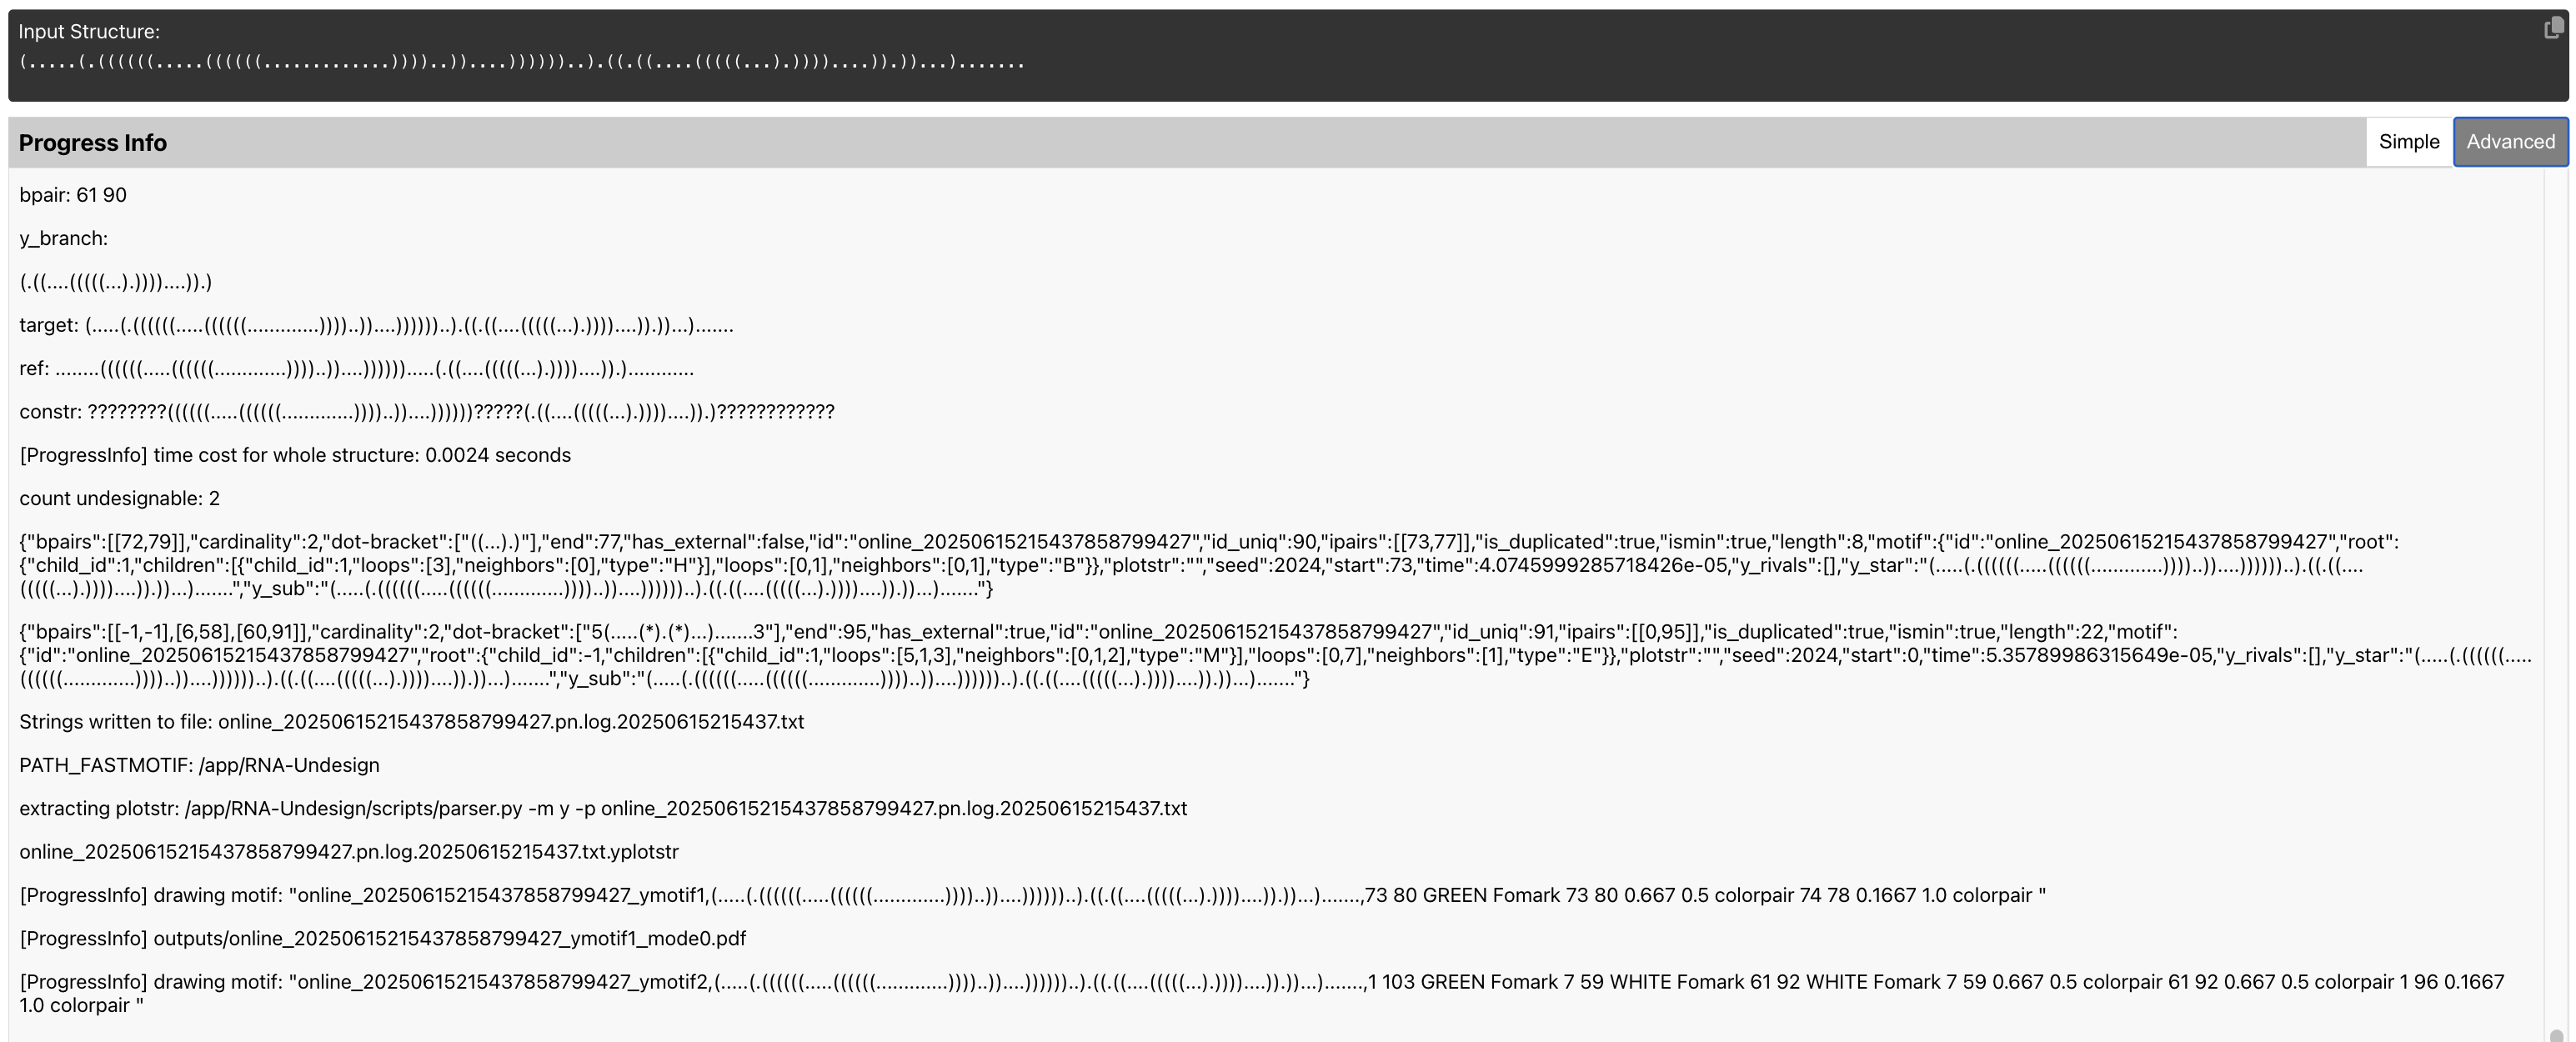 Input Structure:
(.....(.((((((.....((((((.............))))..))....))))))..).((.((....(((((...).))))....)).))...).......
Progress Info
Simple
Advanced
bpair: 61 90
y_branch:
(.((....(((((...).))))....)).)
target: (.....(.((((((.....((((((.............))))..))....))))))..).((.((....(((((...).))))....)).))...).......
ref: ........((((((.....((((((.............))))..))....)))))).....(.((....(((((...).))))....)).)............
constr: ????????((((((.....((((((.............))))..))....))))))?????(.((....(((((...).))))....)).)????????????
[ProgressInfo] time cost for whole structure: 0.0024 seconds
count undesignable: 2
{"bpairs":[[72,79]],"cardinality":2,"dot-bracket":["((...).)"],"end":77,"has_external":false,"id":"online_20250615215437858799427","id_uniq":90,"ipairs":[[73,77]],"is_duplicated":true,"ismin":true,"length":8,"motif":{"id":"online_20250615215437858799427","root":
{"child_id":1,"children":[{"child_id":1,"loops":[3],"neighbors":[0],"type":"H"}],"loops":[0,1],"neighbors":[0,1],"type":"B"}},"plotstr":"","seed":2024,"start":73,"time":4.0745999285718426e-05,"y_rivals":[],"y_star":"(.....(.((((((.....((((((.............))))..))....))))))..).((.((....
(((((...).))))....)).))...).......","y_sub":"(.....(.((((((.....((((((.............))))..))....))))))..).((.((....(((((...).))))....)).))...)......."}
{"bpairs":[[-1,-1],[6,58],[60,91]],"cardinality":2,"dot-bracket":["5(.....(*).(*)...).......3"],"end":95,"has_external":true,"id":"online_20250615215437858799427","id_uniq":91,"ipairs":[[0,95]],"is_duplicated":true,"ismin":true,"length":22,"motif":
{"id":"online_20250615215437858799427","root":{"child_id":-1,"children":[{"child_id":1,"loops":[5,1,3],"neighbors":[0,1,2],"type":"M"}],"loops":[0,7],"neighbors":[1],"type":"E"}},"plotstr":"","seed":2024,"start":0,"time":5.35789986315649e-05,"y_rivals":[],"y_star":"(.....(.((((((.....
((((((.............))))..))....))))))..).((.((....(((((...).))))....)).))...).......","y_sub":"(.....(.((((((.....((((((.............))))..))....))))))..).((.((....(((((...).))))....)).))...)......."}
Strings written to file: online_20250615215437858799427.pn.log.20250615215437.txt
PATH_FASTMOTIF: /app/RNA-Undesign
extracting plotstr: /app/RNA-Undesign/scripts/parser.py -m y -p online_20250615215437858799427.pn.log.20250615215437.txt
online_20250615215437858799427.pn.log.20250615215437.txt.yplotstr
[ProgressInfo] drawing motif: "online_20250615215437858799427_ymotif1,(.....(.((((((.....((((((.............))))..))....))))))..).((.((....(((((...).))))....)).))...).......,73 80 GREEN Fomark 73 80 0.667 0.5 colorpair 74 78 0.1667 1.0 colorpair "
[ProgressInfo] outputs/online_20250615215437858799427_ymotif1_mode0.pdf
[ProgressInfo] drawing motif: "online_20250615215437858799427_ymotif2,(.....(.((((((.....((((((.............))))..))....))))))..).((.((....(((((...).))))....)).))...).......,1 103 GREEN Fomark 7 59 WHITE Fomark 61 92 WHITE Fomark 7 59 0.667 0.5 colorpair 61 92 0.667 0.5 colorpair 1 96 0.1667
1.0 colorpair "